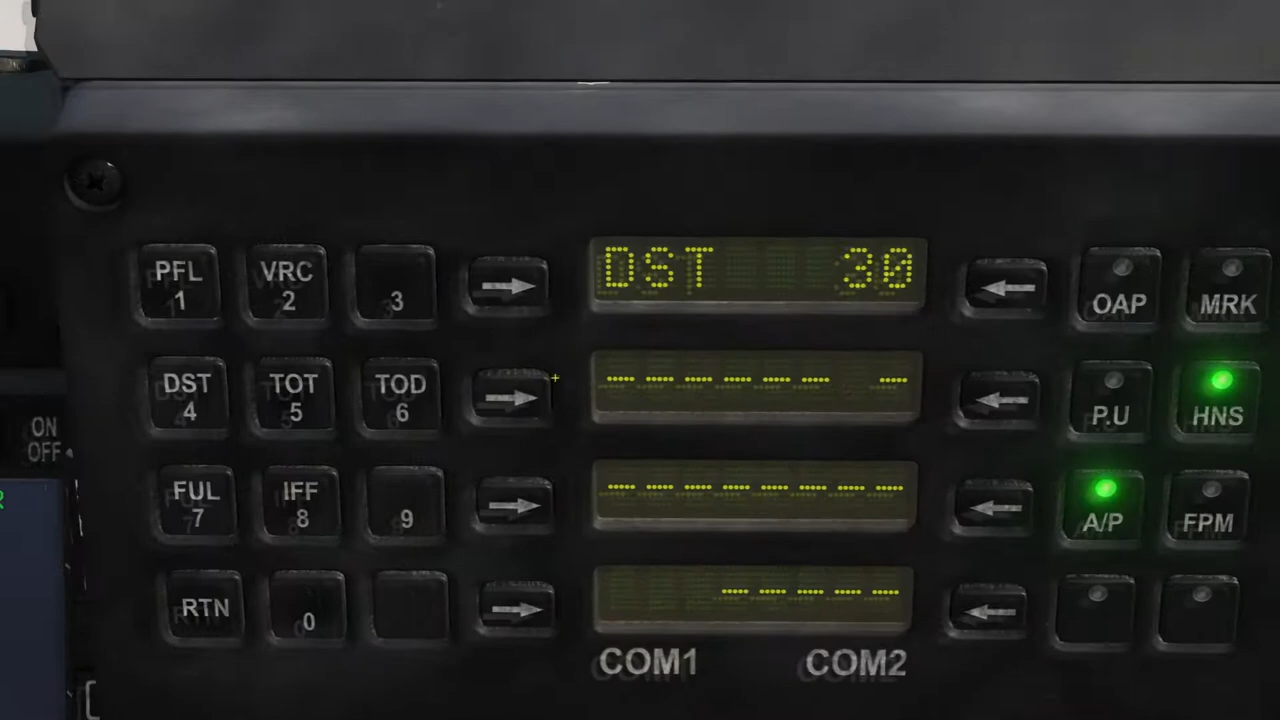 PFL 1 VRC 2 3 DST 30 OAP MRK
DST 4 TOT 5 TOD 6 ------ -- P.U HNS
ON
OFF
FUL 7 IFF 8 9 -------- A/P FPM
R
RTN 0 -----
COM1 COM2